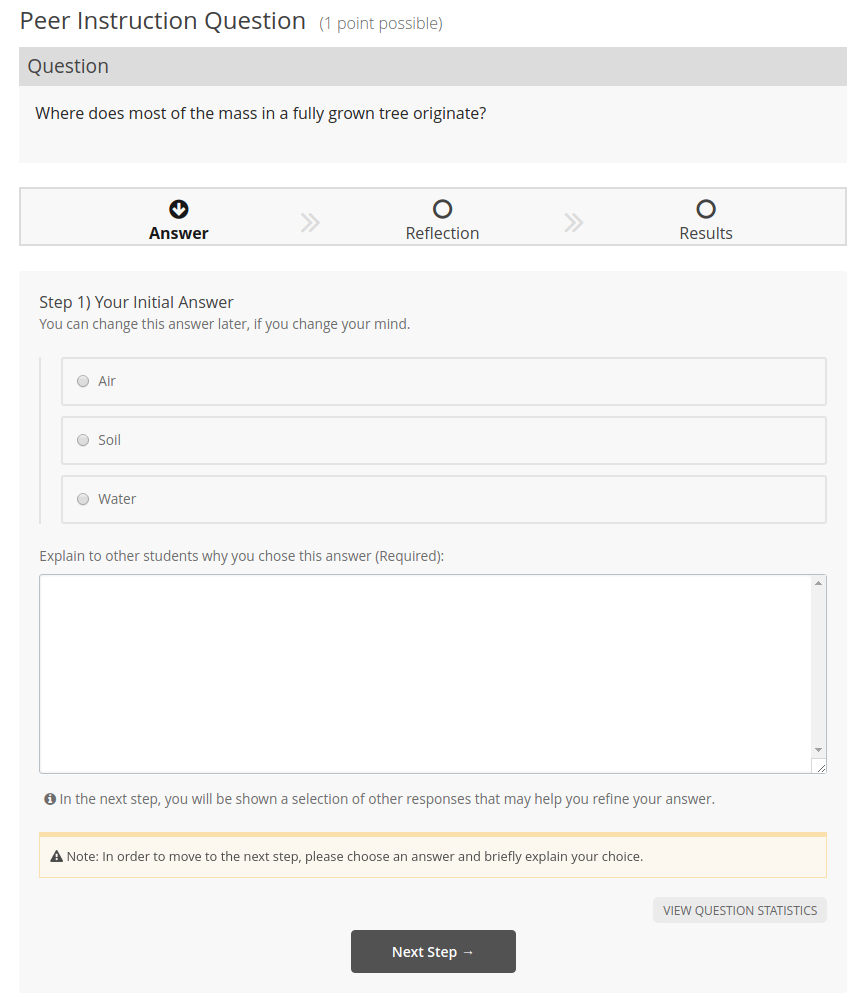 Peer Instruction Question (1 point possible)
Question
Where does most of the mass in a fully grown tree originate?
Answer
Reflection
Results
Step 1) Your Initial Answer
You can change this answer later, if you change your mind.
Air
Soil
Water
Explain to other students why you chose this answer (Required):
In the next step, you will be shown a selection of other responses that may help you refine your answer.
Note: In order to move to the next step, please choose an answer and briefly explain your choice.
VIEW QUESTION STATISTICS
Next Step →